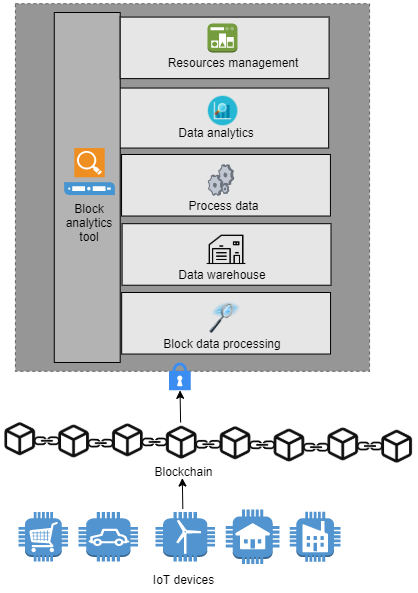 Resources management
Data analytics
Process data
Data warehouse
Block data processing
Block
analytics
tool
Blockchain
IoT devices